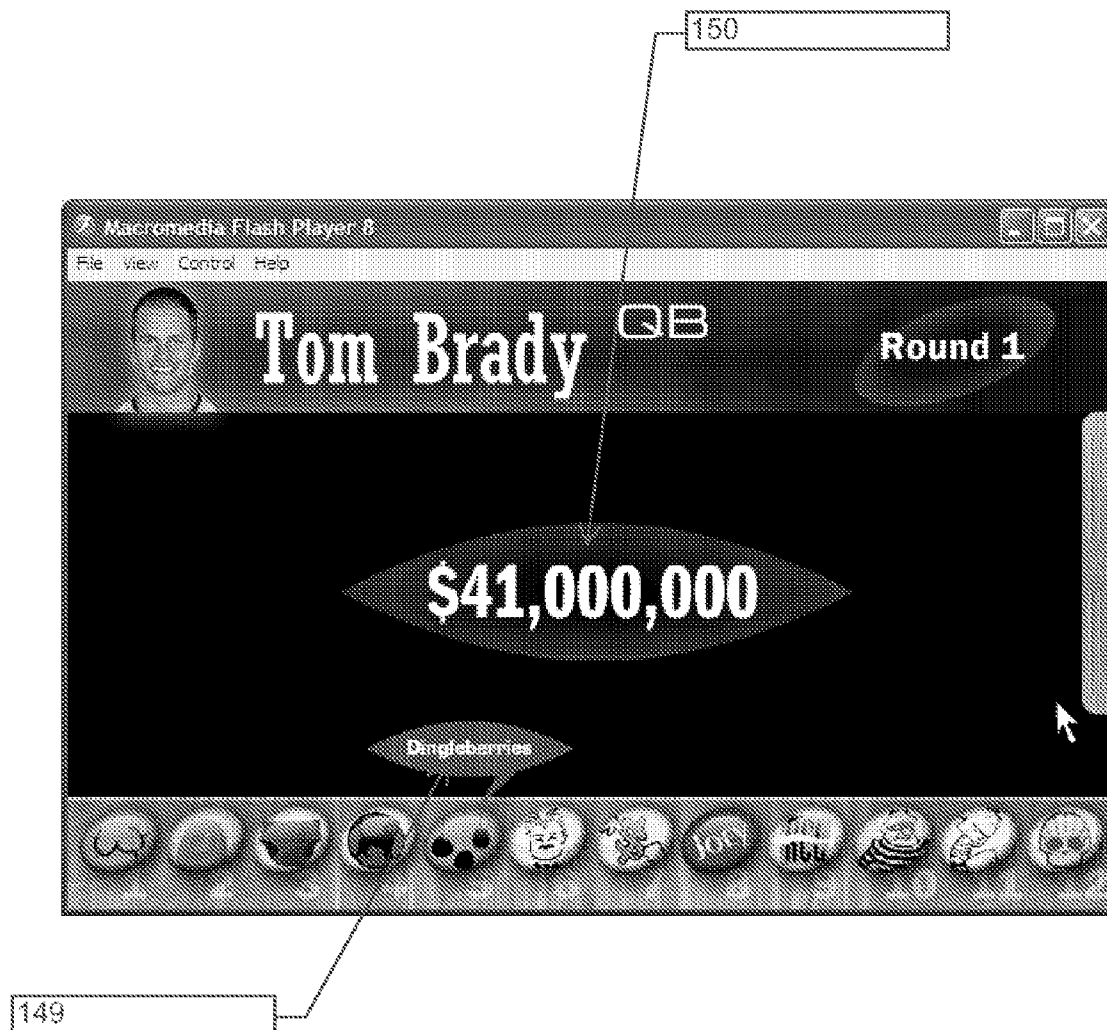 150
Macromedia Flash Player 8
File View Control Help
Tom Brady QB
Round 1
$41,000,000
Dingleberries
149